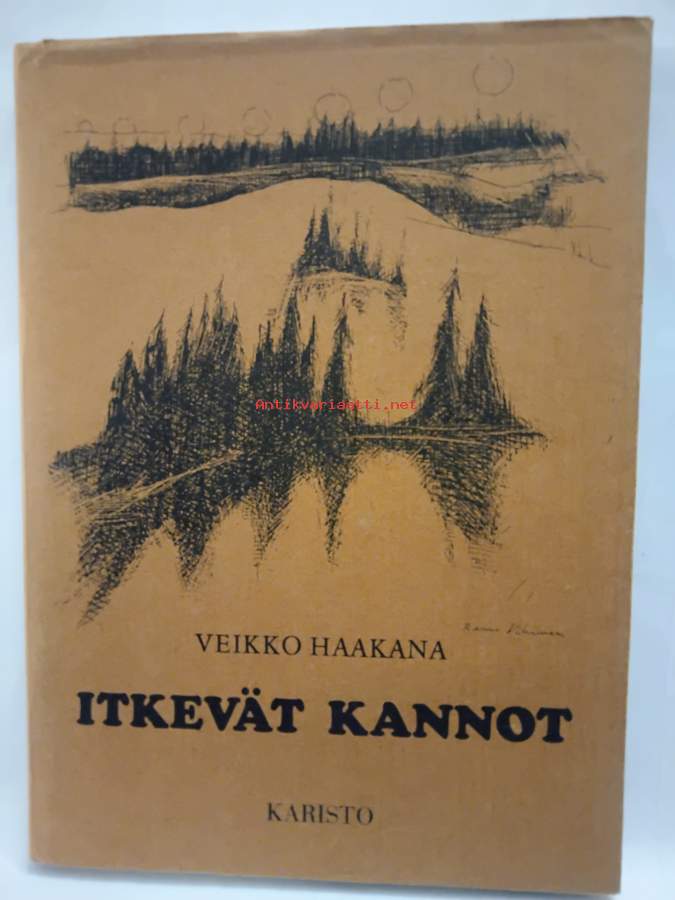 Antikvariaatti.net
VEIKKO HAAKANA
ITKEVÄT KANNOT
KARISTO